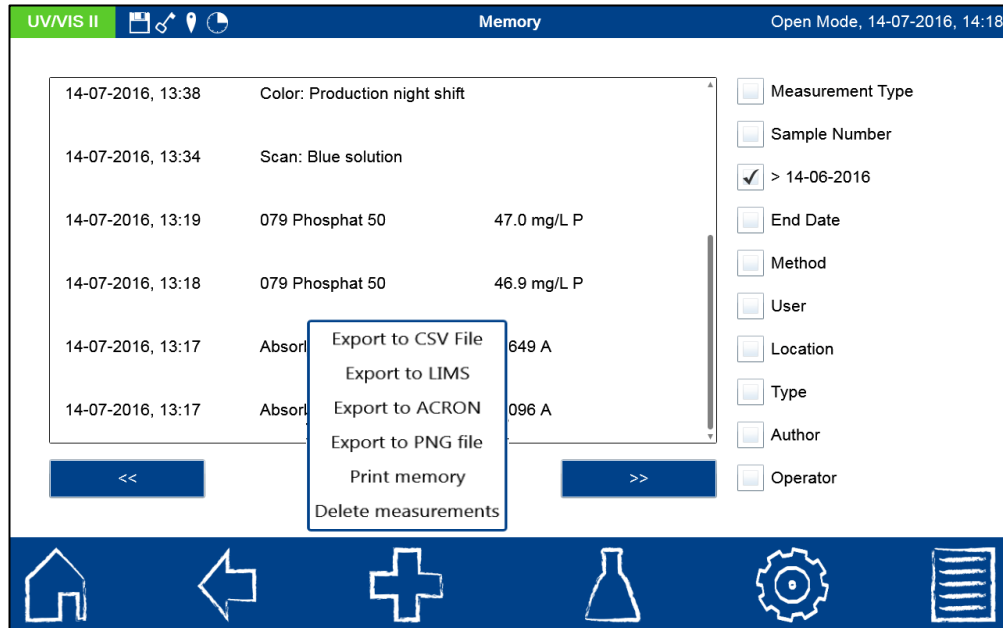 UV/VIS II Memory Open Mode, 14-07-2016, 14:18
14-07-2016, 13:38 Color: Production night shift
14-07-2016, 13:34 Scan: Blue solution
14-07-2016, 13:19 079 Phosphat 50 47.0 mg/L P
14-07-2016, 13:18 079 Phosphat 50 46.9 mg/L P
14-07-2016, 13:17 Absorl 649 A
14-07-2016, 13:17 Absorl 096 A
Export to CSV File
Export to LIMS
Export to ACRON
Export to PNG file
Print memory
Delete measurements
<< >>
Measurement Type
Sample Number
> 14-06-2016
End Date
Method
User
Location
Type
Author
Operator